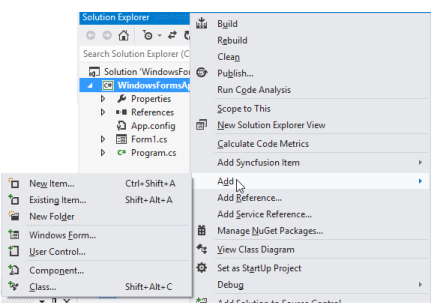 Solution Explorer
Search Solution Explorer (C
Solution 'WindowsFo
WindowsFormsAp
Properties
References
App.config
Form1.cs
Program.cs
Build
Rebuild
Clean
Publish...
Run Code Analysis
Scope to This
New Solution Explorer View
Calculate Code Metrics
Add Syncfusion Item
Add
Add Reference...
Add Service Reference...
Manage NuGet Packages...
View Class Diagram
Set as StartUp Project
Debug
Add Solution to Source Control
New Item... Ctrl+Shift+A
Existing Item... Shift+Alt+A
New Folder
Windows Form...
User Control...
Component...
Class... Shift+Alt+C